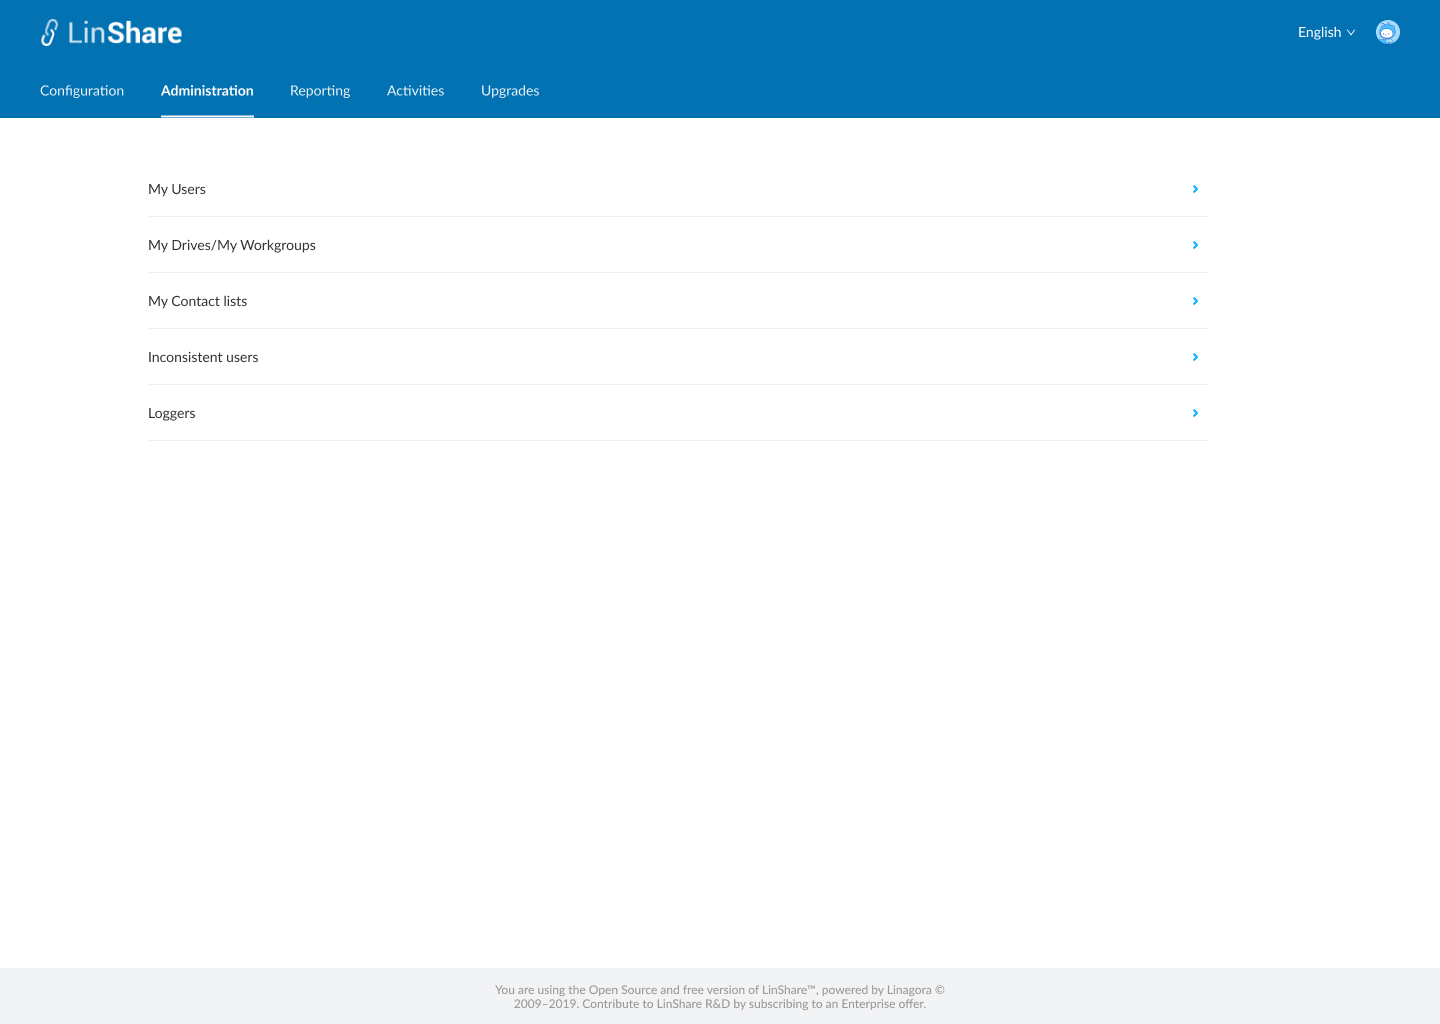 LinShare
English
Configuration Administration Reporting Activities Upgrades
My Users
My Drives/My Workgroups
My Contact lists
Inconsistent users
Loggers
You are using the Open Source and free version of LinShare™, powered by Linagora ©
2009–2019. Contribute to LinShare R&D by subscribing to an Enterprise offer.